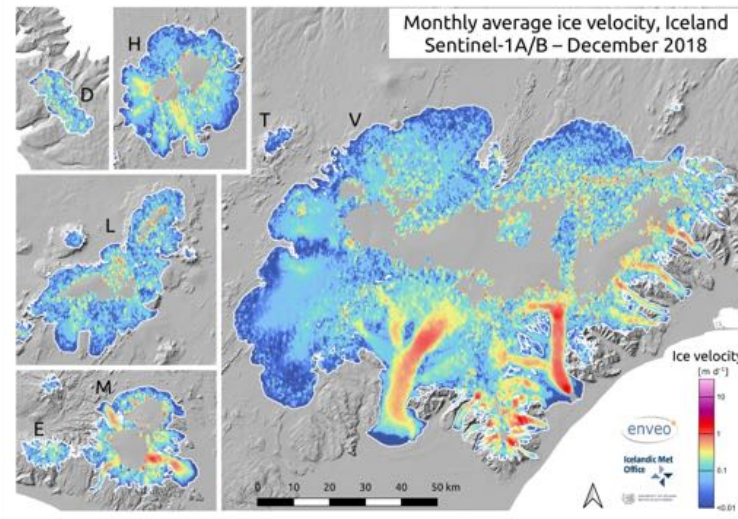 Monthly average ice velocity, Iceland
Sentinel-1A/B – December 2018
H
D
T
V
L
M
E
Ice velocity
[m d⁻¹]
10
1
0.1
<0.01
enveo
Icelandic Met
Office
0 10 20 30 40 50 km